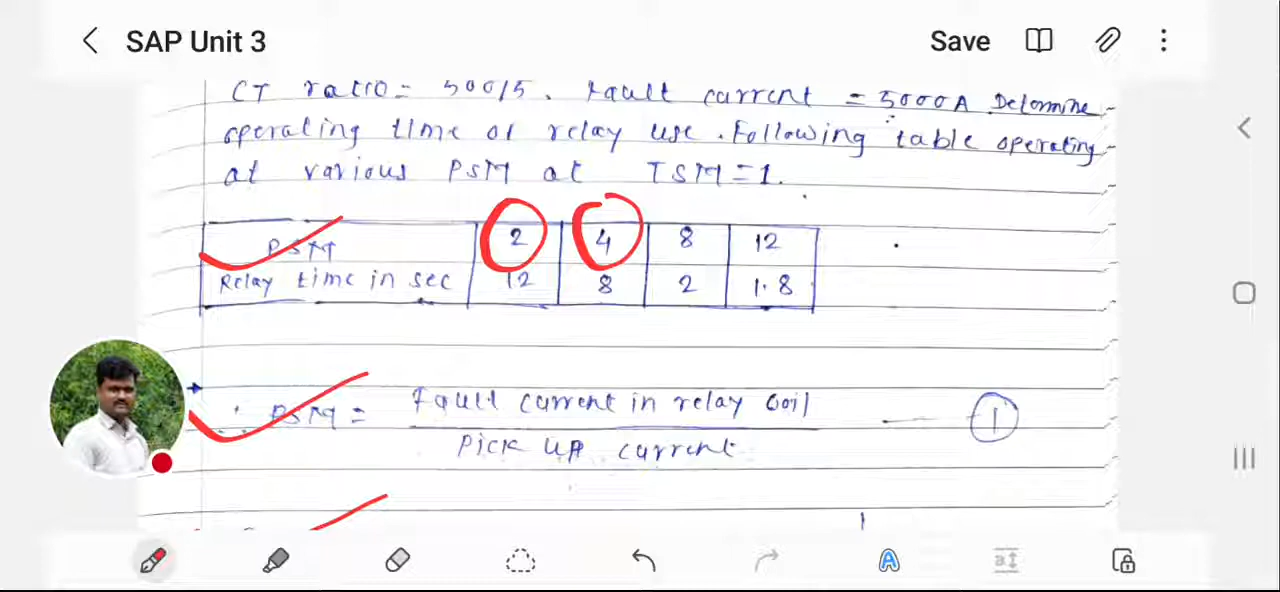 SAP Unit 3
Save
CT ratio = 500/5. Fault current = 5000A Determine
operating time of relay use. Following table operating
at various PSM at TSM = 1.
PSM 2 4 8 12
Relay time in sec 12 8 2 1.8
∴ PSM = Fault current in relay coil
Pick up current
1